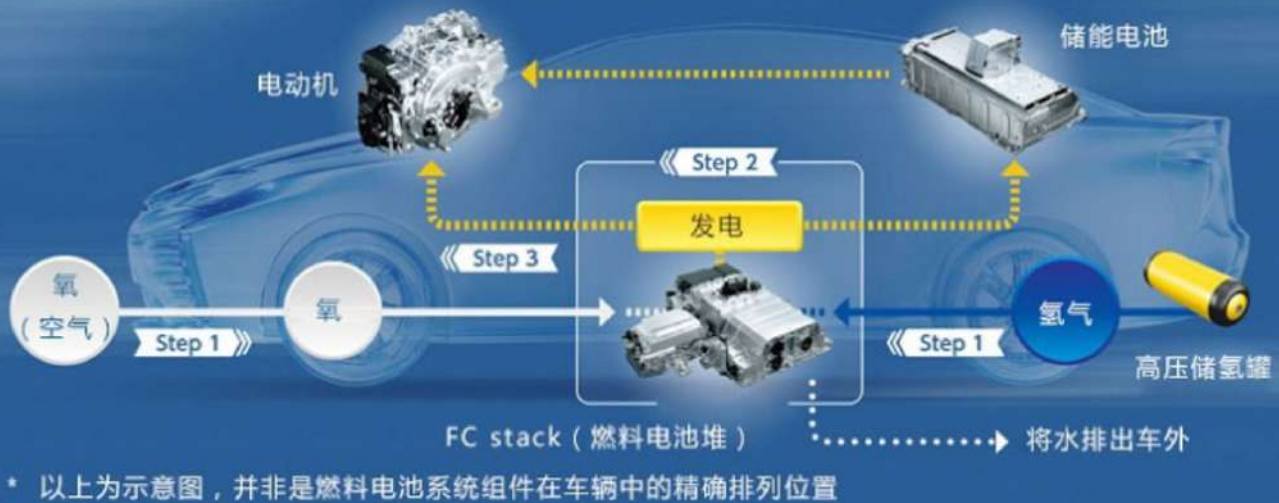 储能电池
电动机
Step 2
发电
Step 3
氧
（空气）
氧
氢气
Step 1
Step 1
高压储氢罐
FC stack（燃料电池堆）
将水排出车外
* 以上为示意图，并非是燃料电池系统组件在车辆中的精确排列位置